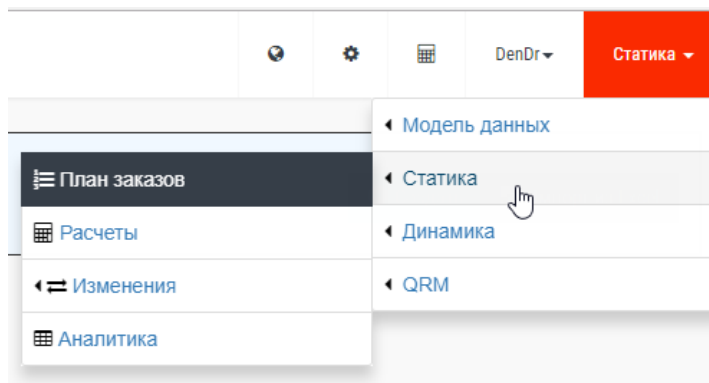 DenDr
Статика
Модель данных
План заказов
Статика
Расчеты
Динамика
Изменения
QRM
Аналитика